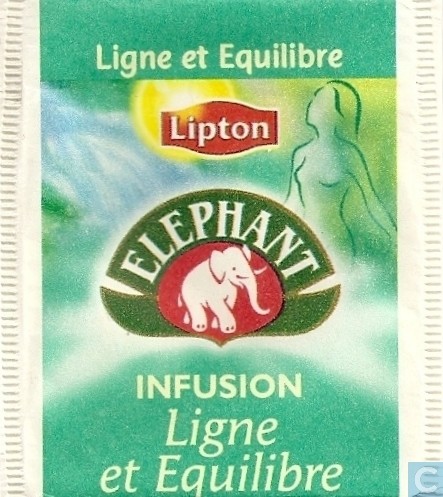 Ligne et Equilibre
Lipton
ELEPHANT
INFUSION
Ligne
et Equilibre